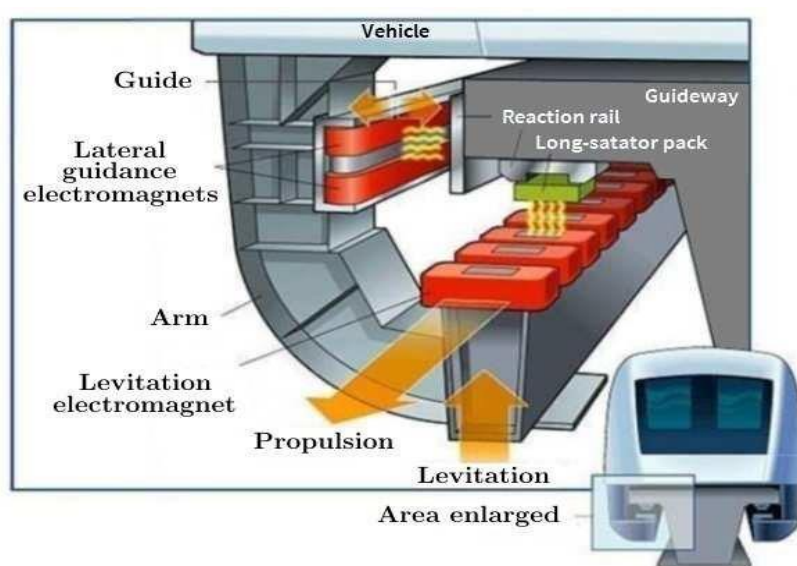 Vehicle
Guide
Guideway
Reaction rail
Long-satator pack
Lateral
guidance
electromagnets
Arm
Levitation
electromagnet
Propulsion
Levitation
Area enlarged